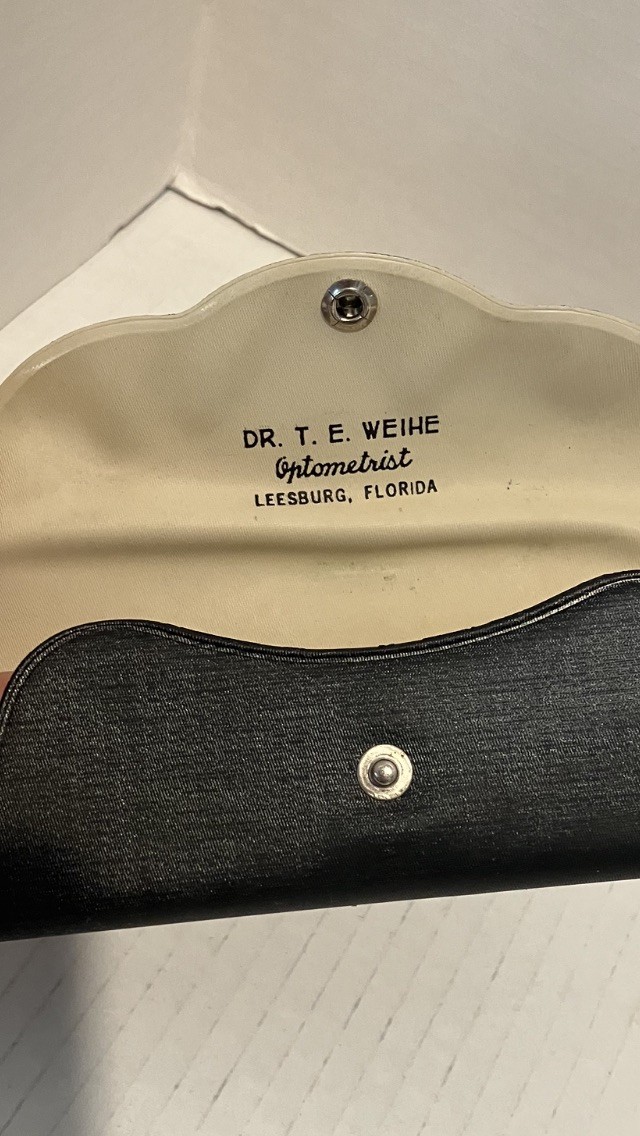 DR. T. E. WEIHE
Optometrist
LEESBURG, FLORIDA